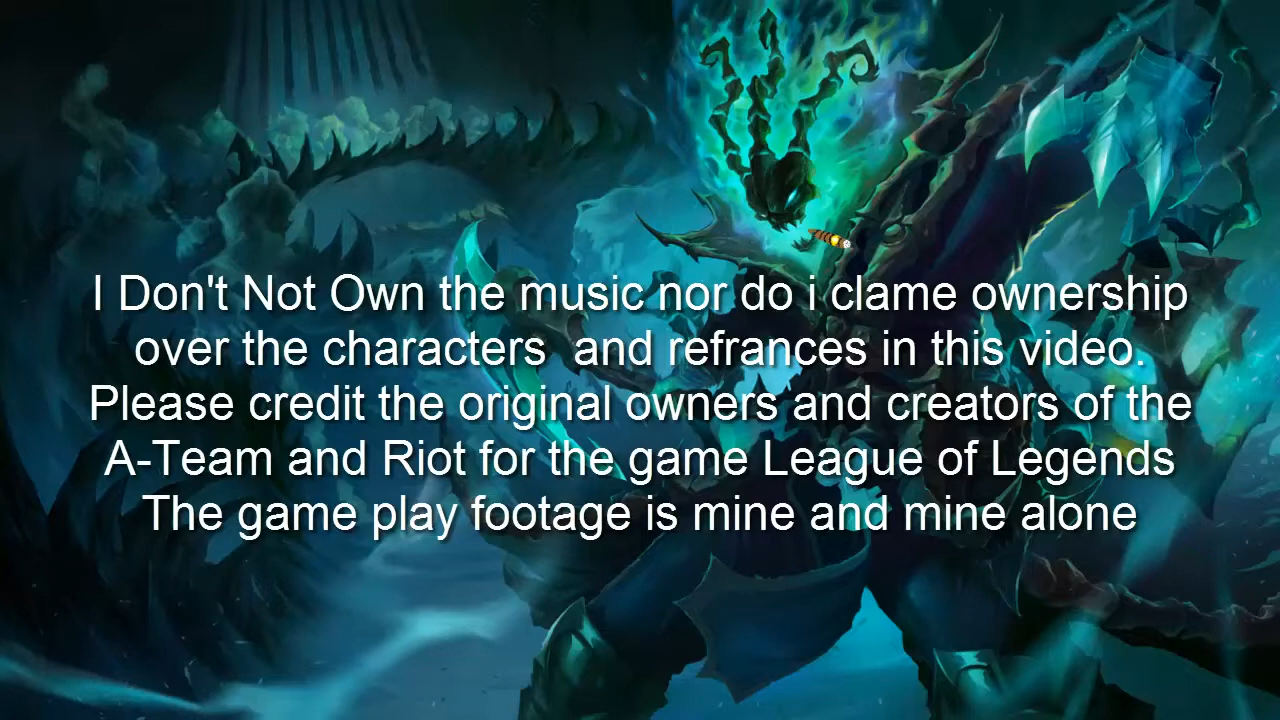 I Don't Not Own the music nor do i clame ownership
over the characters  and refrances in this video.
Please credit the original owners and creators of the
A-Team and Riot for the game League of Legends
The game play footage is mine and mine alone